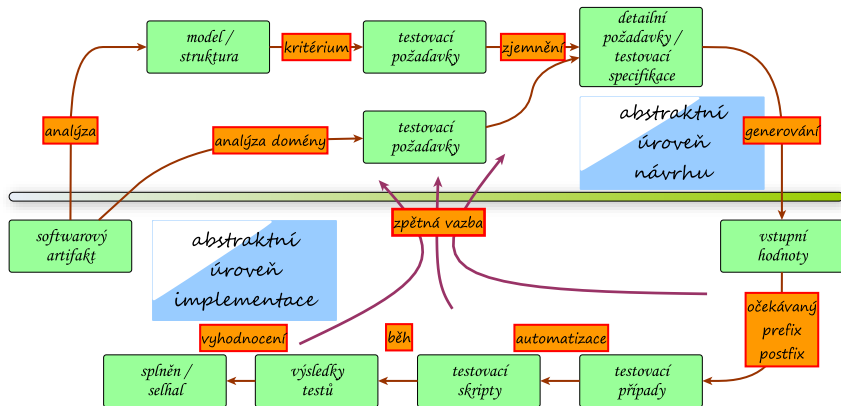 model /
struktura
kritérium
testovací
požadavky
zjemnění
detailní
požadavky /
testovací
specifikace
analýza
analýza domény
testovací
požadavky
abstraktní
úroveň
návrhu
generování
softwarový
artifakt
abstraktní
úroveň
implementace
zpětná vazba
vstupní
hodnoty
očekávaný
prefix
postfix
vyhodnocení
běh
automatizace
splněn /
selhal
výsledky
testů
testovací
skripty
testovací
případy